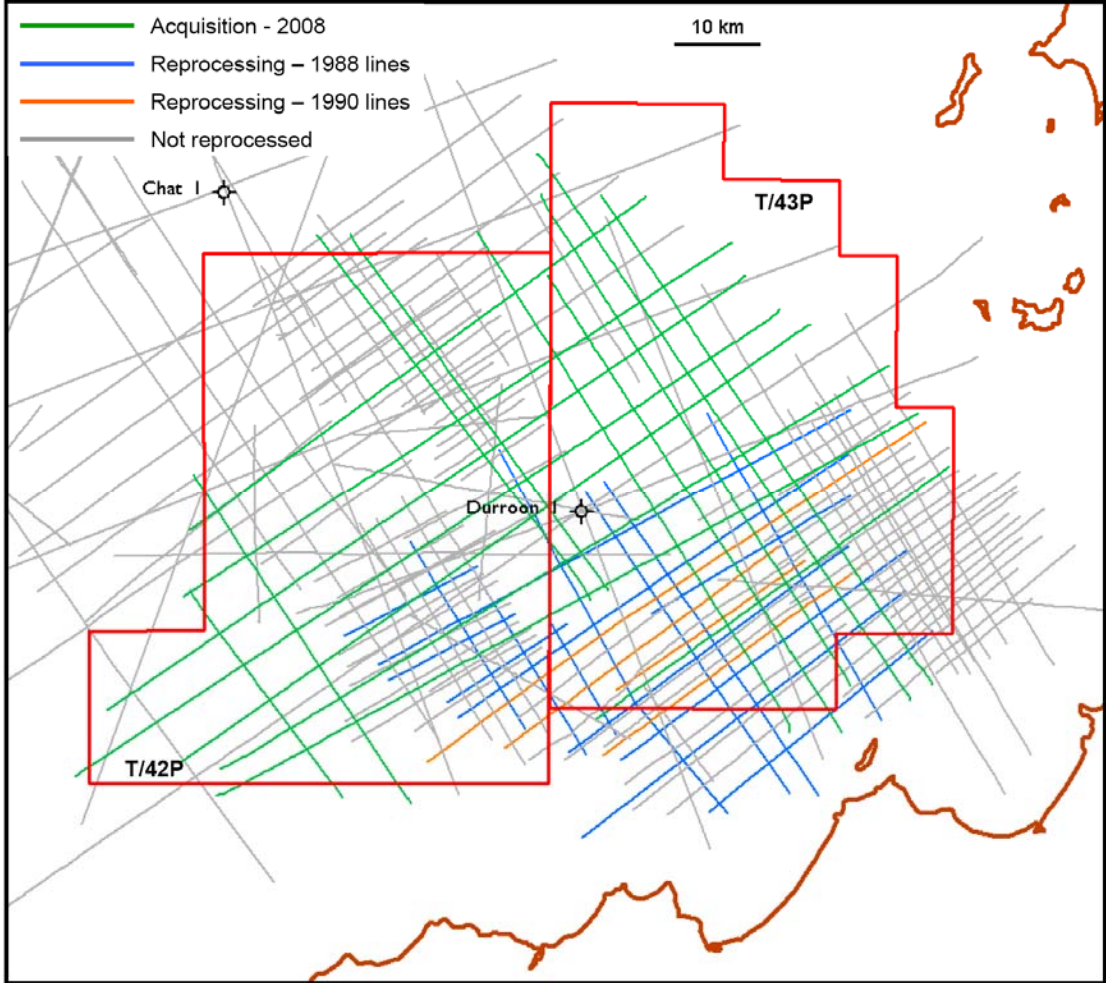 Acquisition - 2008
10 km
Reprocessing – 1988 lines
Reprocessing – 1990 lines
Not reprocessed
Chat 1
T/43P
Durroon 1
T/42P